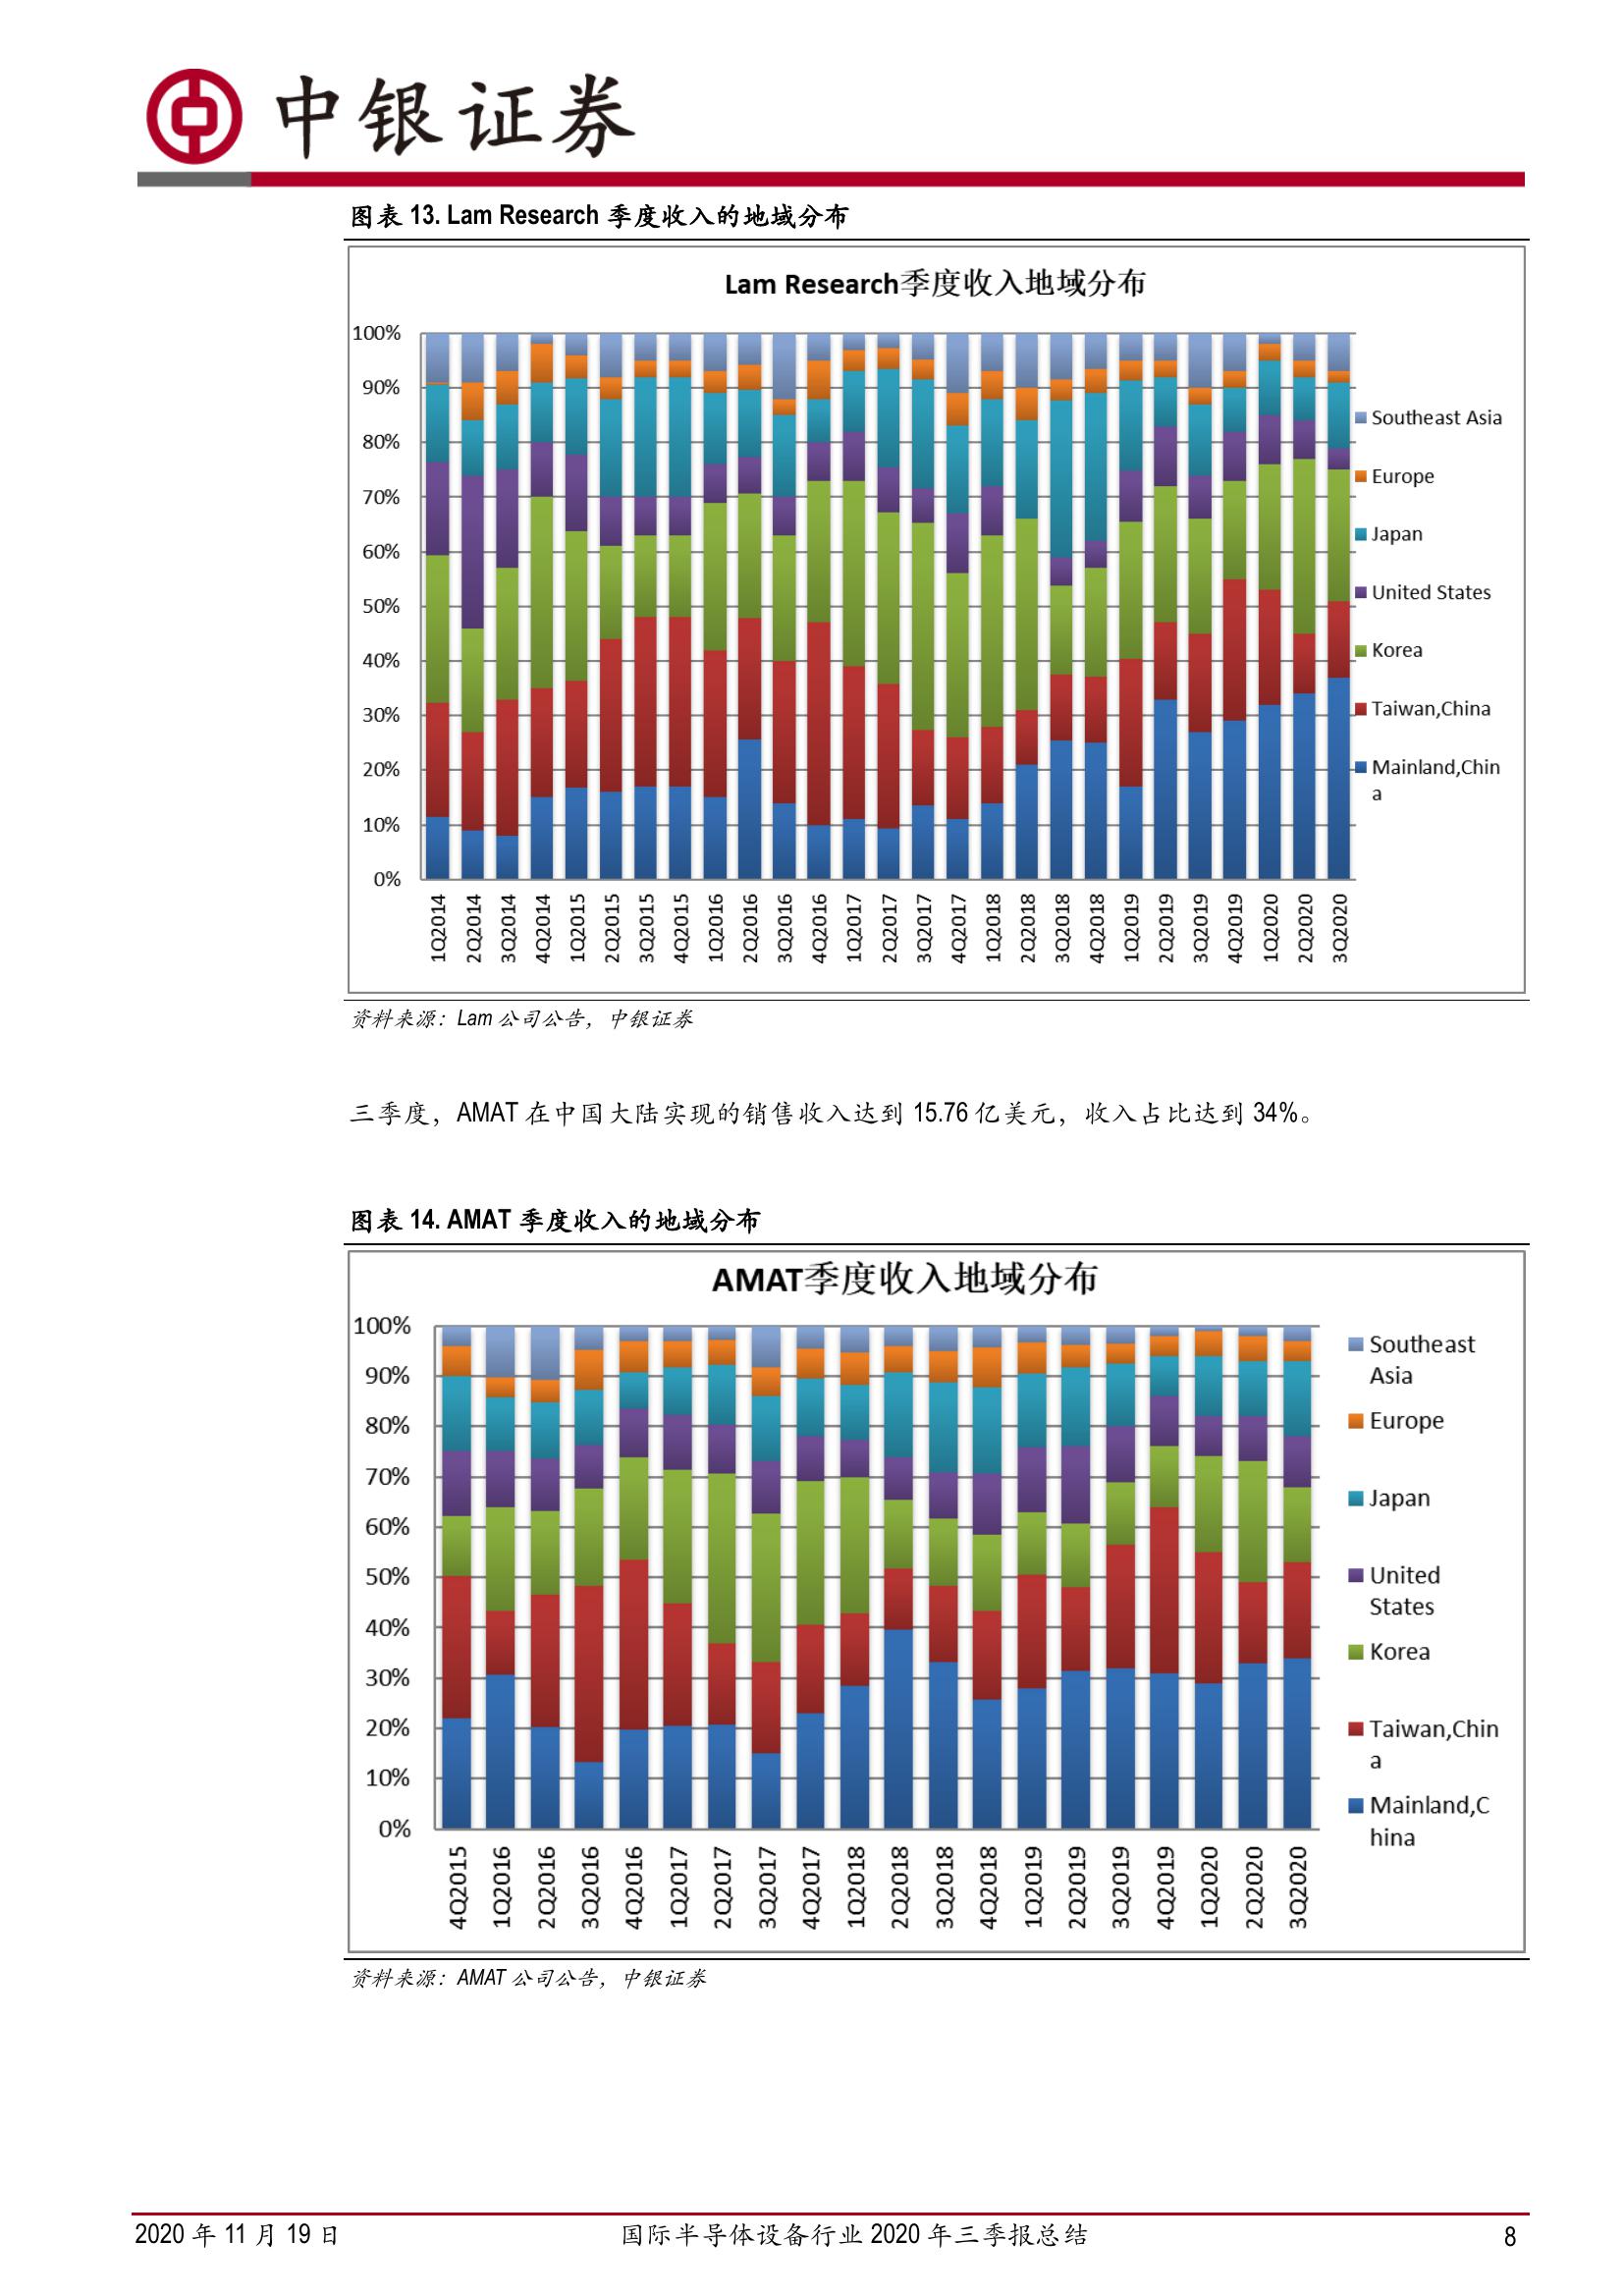 中银证券
图表 13. Lam Research 季度收入的地域分布
Lam Research季度收入地域分布
100%
90%
80%
70%
60%
50%
40%
30%
20%
10%
0%
Southeast Asia
Europe
Japan
United States
Korea
Taiwan,China
Mainland,Chin
a
1Q2014
2Q2014
3Q2014
4Q2014
1Q2015
2Q2015
3Q2015
4Q2015
1Q2016
2Q2016
3Q2016
4Q2016
1Q2017
2Q2017
3Q2017
4Q2017
1Q2018
2Q2018
3Q2018
4Q2018
1Q2019
2Q2019
3Q2019
4Q2019
1Q2020
2Q2020
3Q2020
资料来源：Lam 公司公告，中银证券
三季度，AMAT 在中国大陆实现的销售收入达到 15.76 亿美元，收入占比达到 34%。
图表 14. AMAT 季度收入的地域分布
AMAT季度收入地域分布
100%
90%
80%
70%
60%
50%
40%
30%
20%
10%
0%
Southeast
Asia
Europe
Japan
United
States
Korea
Taiwan,Chin
a
Mainland,C
hina
4Q2015
1Q2016
2Q2016
3Q2016
4Q2016
1Q2017
2Q2017
3Q2017
4Q2017
1Q2018
2Q2018
3Q2018
4Q2018
1Q2019
2Q2019
3Q2019
4Q2019
1Q2020
2Q2020
3Q2020
资料来源：AMAT 公司公告，中银证券
2020 年 11 月 19 日
国际半导体设备行业 2020 年三季报总结
8